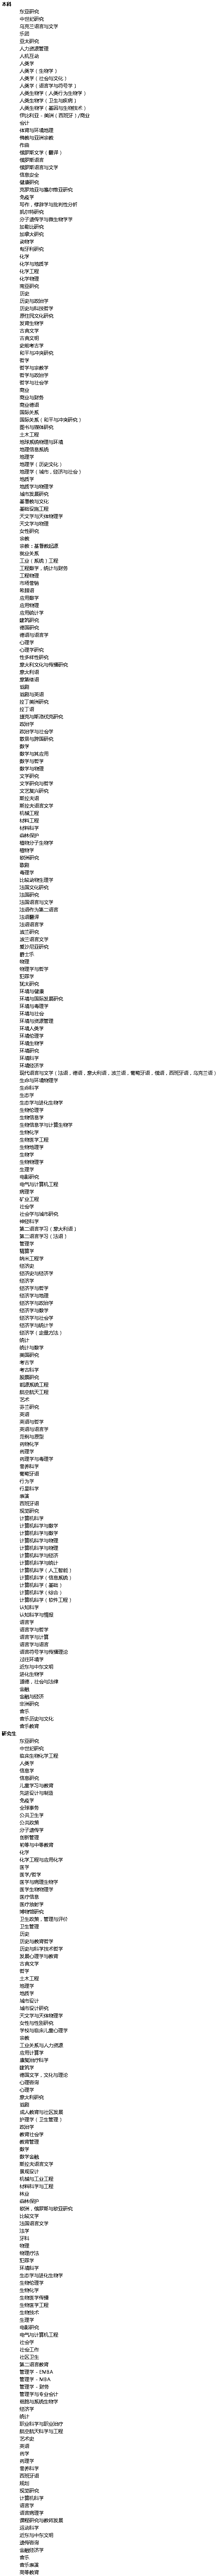 本科
东亚研究
中世纪研究
乌克兰语言与文学
乐团
亚太研究
人力资源管理
人机互动
人类学
人类学（生物学）
人类学（社会与文化）
人类学（语言学与符号学）
人类生物学（人类行为生物学）
人类生物学（卫生与疾病）
人类生物学（基因与生物技术）
伊比利亚－美洲（西班牙）/商业
会计
体育与环境地理
佛教与亚洲宗教
作曲
俄罗斯文学（翻译）
俄罗斯语言
俄罗斯语言与文学
信息安全
健康研究
克罗地亚与塞尔维亚研究
免疫学
写作，修辞学与批判性分析
凯尔特研究
分子遗传学与微生物学学
加勒比研究
加拿大研究
动物学
匈牙利研究
化学
化学与地质学
化学工程
化学物理
南亚研究
历史
历史与政治学
历史与科技哲学
原住民文化研究
发育生物学
古典文学
古典文明
史前考古学
和平与冲突研究
哲学
哲学与宗教学
哲学与政治学
哲学与社会学
商业
商业与财务
商业德语
国际关系
国际关系（和平与冲突研究）
图书与媒体研究
土木工程
地球系统物理与环境
地理信息系统
地理学
地理学（历史文化）
地理学（城市，经济与社会）
地质学
地质学与物理学
城市发展研究
基督教与文化
基础设施工程
天文学与天体物理学
天文学与物理
女性研究
宗教
宗教：基督教起源
就业关系
工业（系统）工程
工程数学，统计与财务
工程物理
市场营销
希腊语
应用数学
应用物理
应用统计学
建筑研究
德国研究
德语与语言学
心理学
心理学研究
性多样性研究
意大利文化与传播研究
意大利语
意第绪语
戏剧
戏剧与英语
拉丁美洲研究
拉丁语
捷克与斯洛伐克研究
政治学
政治学与社会学
散居与跨国研究
数学
数学与其应用
数学与哲学
数学与物理
文学研究
文学研究与哲学
文艺复兴研究
斯拉夫语
斯拉夫语言文学
机械工程
材料工程
材料科学
森林保护
植物分子生物学
植物学
欧洲研究
歌剧
毒理学
比较动物生理学
法国文化研究
法国研究
法国语言与文学
法语作为第二语言
法语翻译
法语语言学
波兰研究
波兰语言文学
爱沙尼亚研究
爵士乐
物理
物理学与哲学
犯罪学
犹太研究
环境与健康
环境与国际发展研究
环境与毒理学
环境与社会
环境与资源管理
环境人类学
环境伦理学
环境生物学
环境研究
环境科学
环境经济学
现代语言与文学（法语，德语，意大利语，波兰语，葡萄牙语，俄语，西班牙语，乌克兰语）
生命与环境物理学
生命科学
生态学
生态学与进化生物学
生物伦理学
生物信息学
生物信息学与计算生物学
生物化学
生物医学工程
生物地理学
生物学
生物物理学
生理学
电影研究
电气与计算机工程
病理学
矿业工程
社会学
社会学与城市研究
神经科学
第二语言学习（意大利语）
第二语言学习（法语）
管理学
糖尿学
纳米工程学
经济史
经济史与经济学
经济学
经济学与哲学
经济学与地理
经济学与政治学
经济学与数学
经济学与社会学
经济学与统计学
经济学（定量方法）
统计
统计与数学
美国研究
考古学
考古科学
胶囊研究
能源系统工程
航空航天工程
艺术
芬兰研究
英语
英语与哲学
英语与语言学
范例与原型
药物化学
药理学
药理学与毒理学
营养科学
葡萄牙语
行为学
行星科学
表演
西班牙语
视觉研究
计算机科学
计算机科学与数学
计算机科学与数学
计算机科学与物理
计算机科学与物理
计算机科学与经济
计算机科学与统计
计算机科学（人工智能）
计算机科学（信息系统）
计算机科学（基础）
计算机科学（综合）
计算机科学（软件工程）
认知科学
认知科学与推理
语言学
语言学与哲学
语言学与计算
语言学与语言
语言符号学与传播理论
过往环境学
近东与中东文明
进化生物学
道德，社会与法律
金融
金融与经济
非洲研究
音乐
音乐历史与文化
音乐教育
研究生
东亚研究
中世纪研究
临床生物化学工程
人类学
信息学
信息研究
儿童学习与教育
先进设计与制造
免疫学
全球事务
公共卫生学
公共政策
分子遗传学
创新管理
初等与中等教育
化学
化学工程与应用化学
医学
医学/哲学
医学与病理生物学
医学生物物理学
医疗信息
医疗放射学
博物馆研究
卫生政策，管理与评价
卫生管理
历史
历史与教育哲学
历史与科学技术哲学
发展心理学与教育
古典文学
哲学
土木工程
地理学
地质学
城市设计
城市设计研究
天文学与天体物理学
女性与性别研究
学校与临床儿童心理学
宗教
工业关系与人力资源
应用计算学
康复治疗科学
建筑学
德国文学，文化与理论
心理咨询
心理学
意大利研究
戏剧
成人教育与社区发展
护理学（卫生管理）
政治学
教育社会学
教育管理
数学
数学金融
斯拉夫语言文学
景观设计
机械与工业工程
材料科学与工程
林业
森林保护
欧洲，俄罗斯与欧亚研究
比较文学
法国语言文学
法学
牙科
物理
物理疗法
犯罪学
环境科学
生态学与进化生物学
生物伦理学
生物化学
生物医学传播
生物医学工程
生物技术
生理学
电影研究
电气与计算机工程
社会学
社会工作
社区卫生
第二语言教育
管理学－EMBA
管理学－MBA
管理学－财务
管理学与专业会计
细胞与系统生物学
经济学
统计
职业科学与职业治疗
航空航天科学与工程
艺术史
英语
药学
药理学
营养科学
西班牙语
规划
视觉研究
计算机科学
语言学
语言病理学
课程研究与教师发展
运动科学
近东与中东文明
遗传咨询
金融经济学
音乐
音乐表演
高等教育